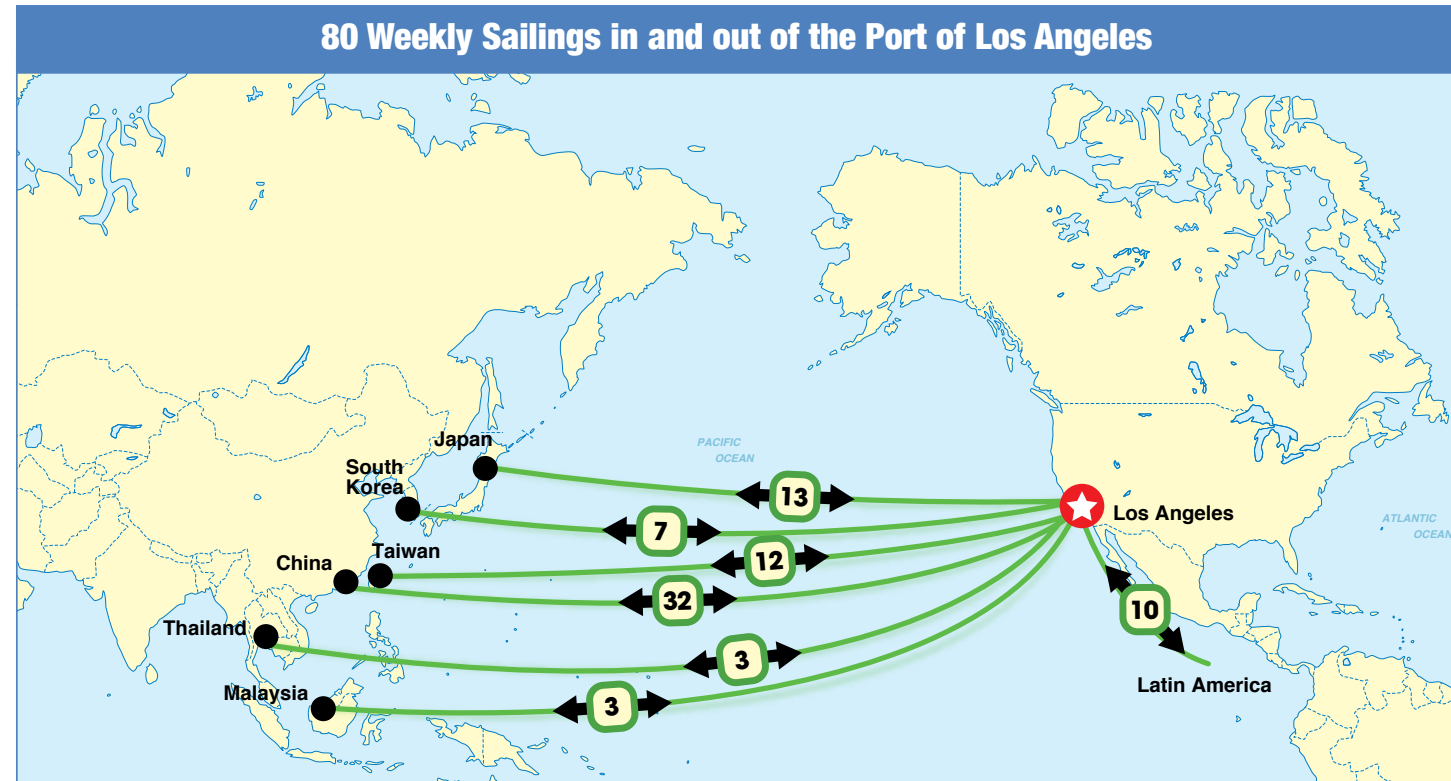 80 Weekly Sailings in and out of the Port of Los Angeles
Japan
PACIFIC
OCEAN
South
Korea
13
Los Angeles
ATLANTIC
OCEAN
7
Taiwan
China
12
32
10
Thailand
3
Malaysia
3
Latin America